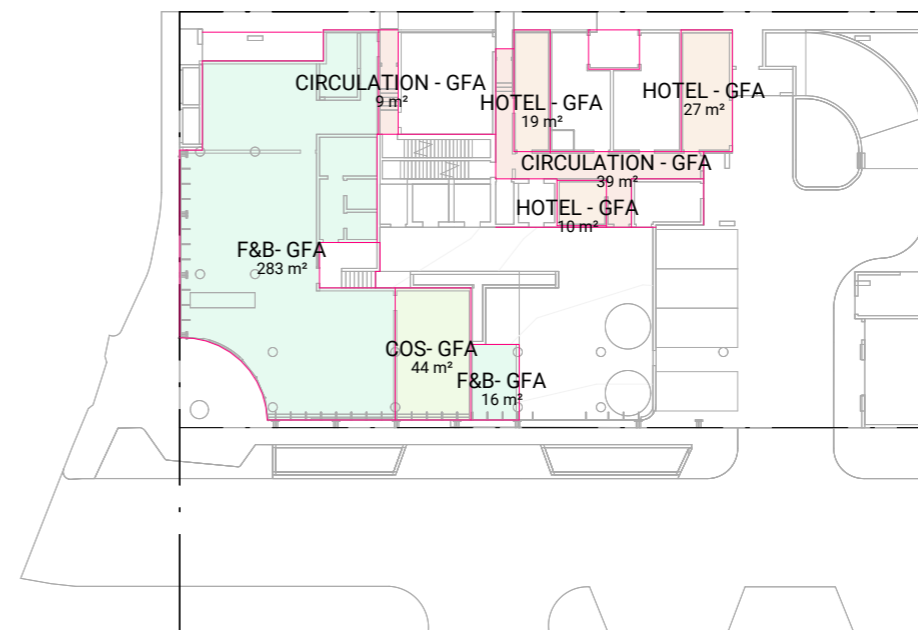 CIRCULATION - GFA
9 m²
HOTEL - GFA
19 m²
HOTEL - GFA
27 m²
CIRCULATION - GFA
39 m²
HOTEL - GFA
10 m²
F&B- GFA
283 m²
COS- GFA
44 m²
F&B- GFA
16 m²